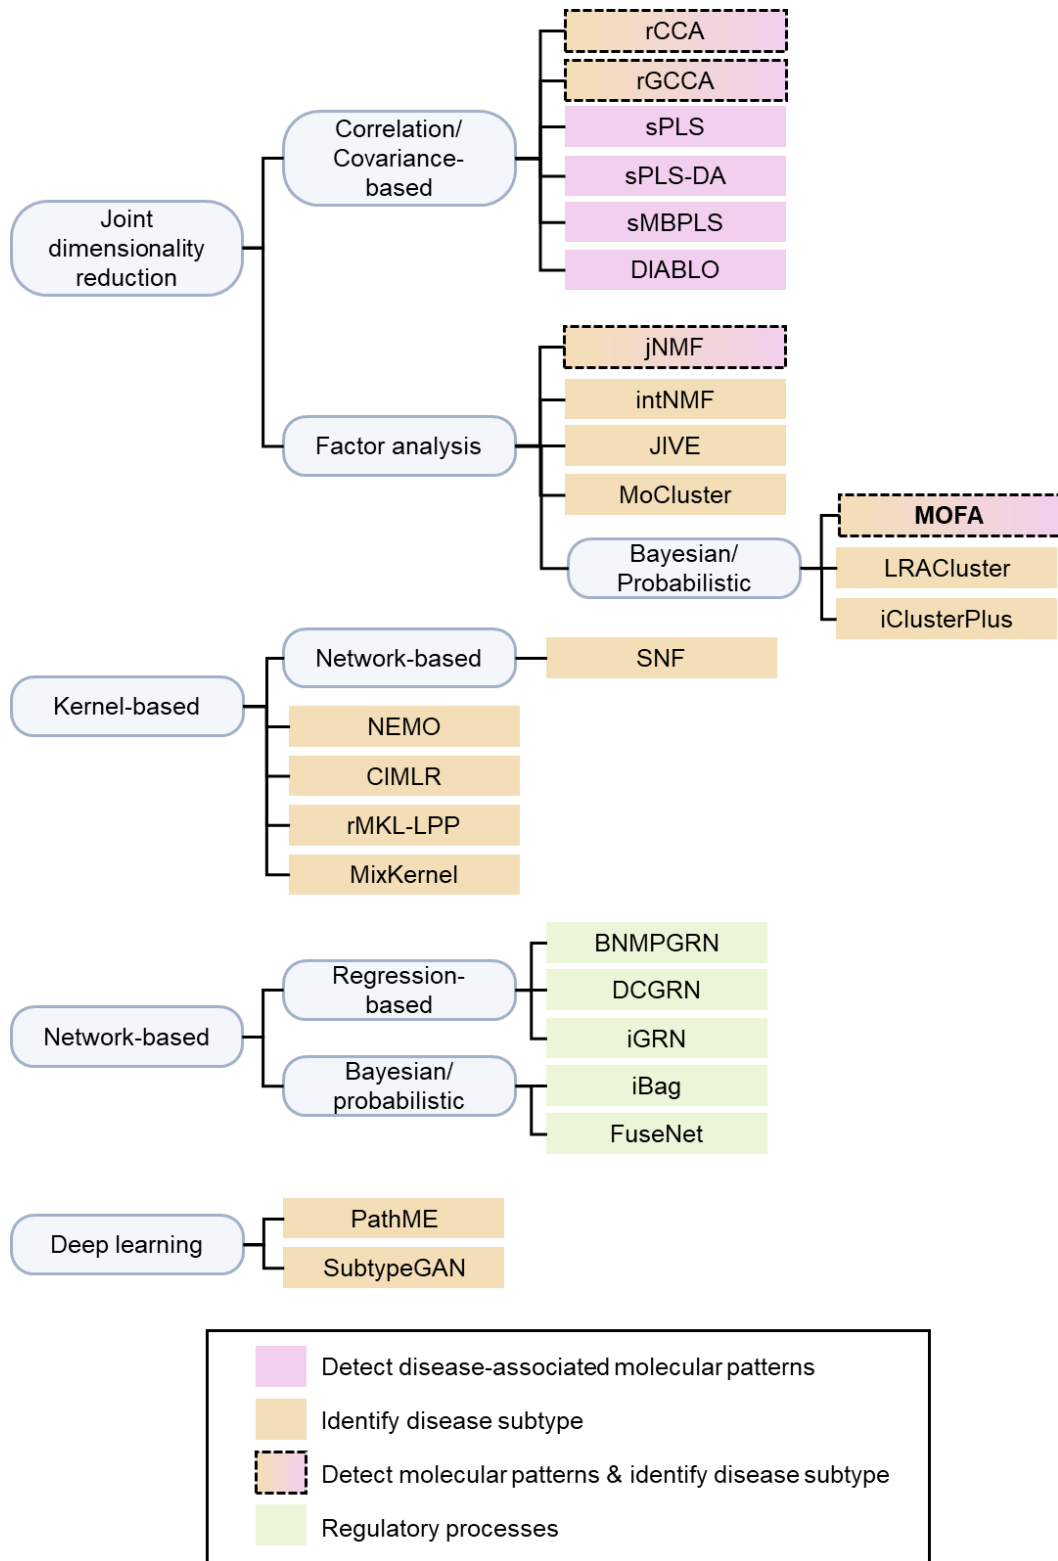 rCCA
rGCCA
Correlation/
Covariance-
based
sPLS
sPLS-DA
sMBPLS
DIABLO
Joint
dimensionality
reduction
jNMF
intNMF
Factor analysis
JIVE
MoCluster
MOFA
Bayesian/
Probabilistic
LRACluster
iClusterPlus
Network-based
SNF
Kernel-based
NEMO
CIMLR
rMKL-LPP
MixKernel
BNMPGRN
Regression-
based
DCGRN
iGRN
Network-based
Bayesian/
probabilistic
iBag
FuseNet
PathME
Deep learning
SubtypeGAN
Detect disease-associated molecular patterns
Identify disease subtype
Detect molecular patterns & identify disease subtype
Regulatory processes